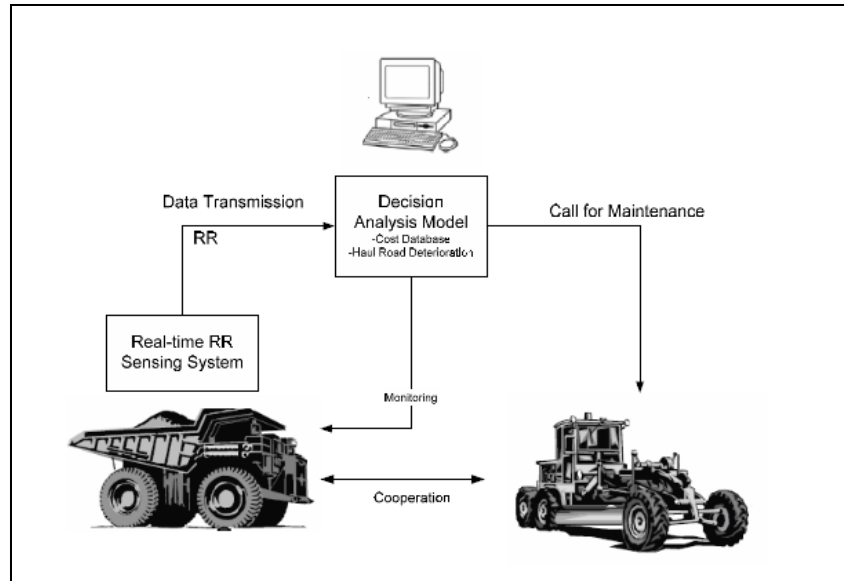 Data Transmission
RR
Decision
Analysis Model
-Cost Database
-Haul Road Deterioration
Call for Maintenance
Real-time RR
Sensing System
Monitoring
Cooperation